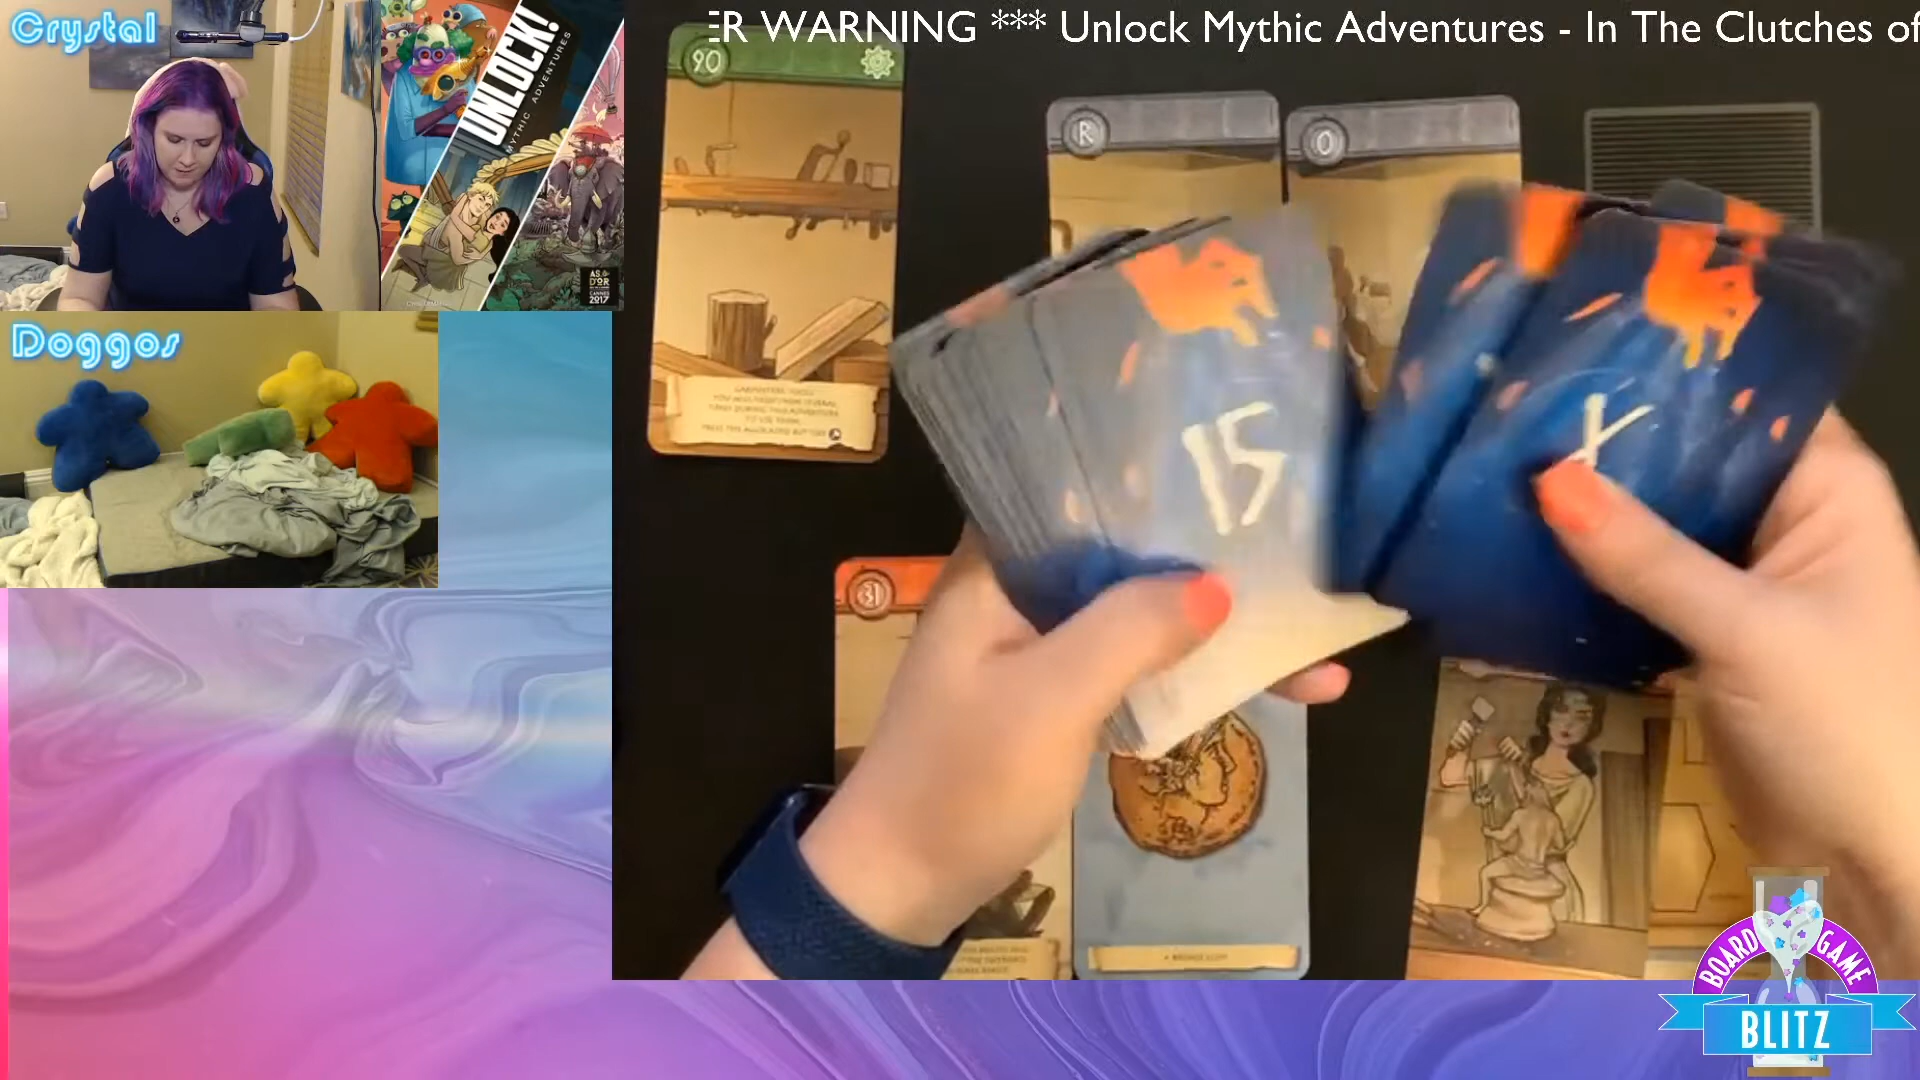 Crystal
UNLOCK!
MYTHIC ADVENTURES
AS D'OR
CANNES
2017
ER WARNING *** Unlock Mythic Adventures - In The Clutches of
90
R
O
Doggos
15
Y
31
BOARD GAME
BLITZ